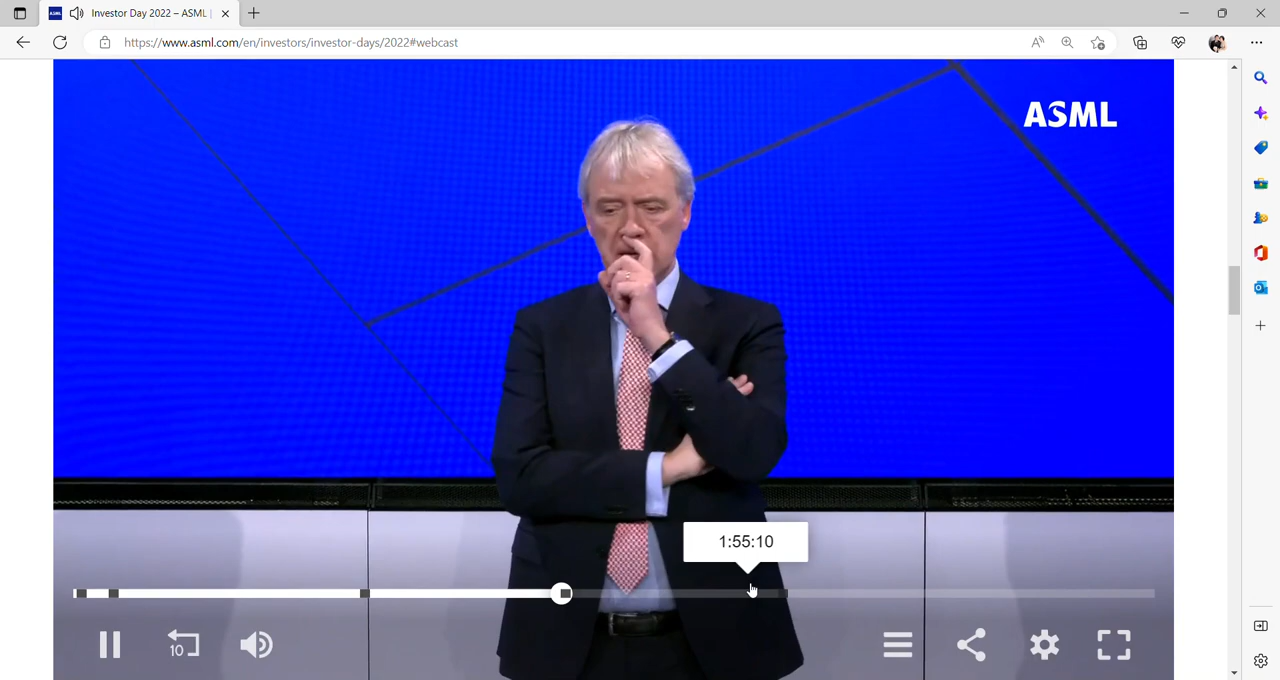 ASML
Investor Day 2022 – ASML |
https://www.asml.com/en/investors/investor-days/2022#webcast
ASML
1:55:10
10